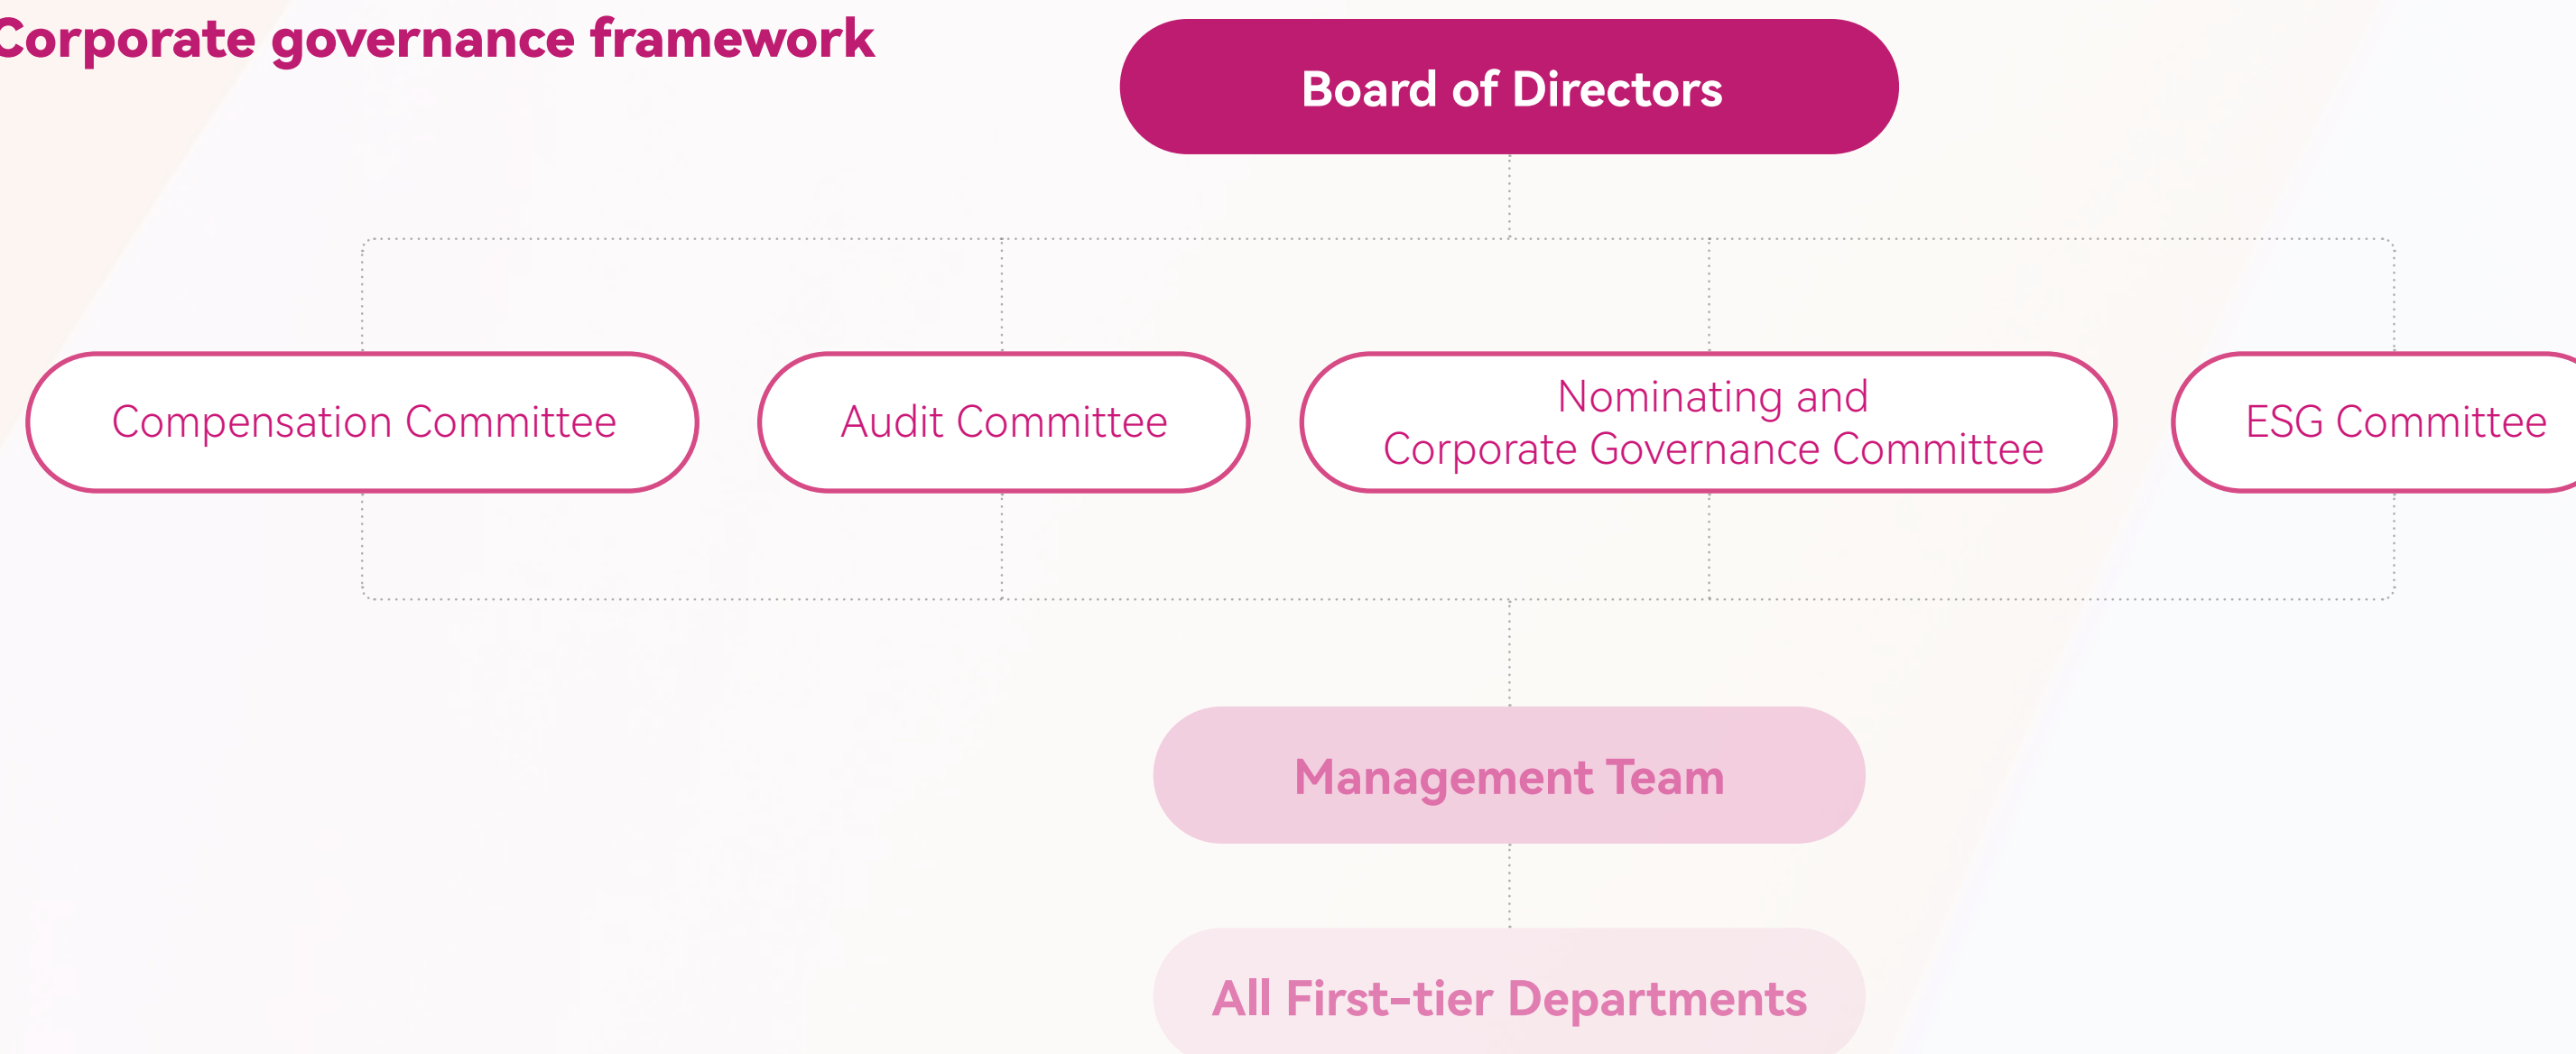 Corporate governance framework
Board of Directors
Compensation Committee
Audit Committee
Nominating and
Corporate Governance Committee
ESG Committee
Management Team
All First-tier Departments